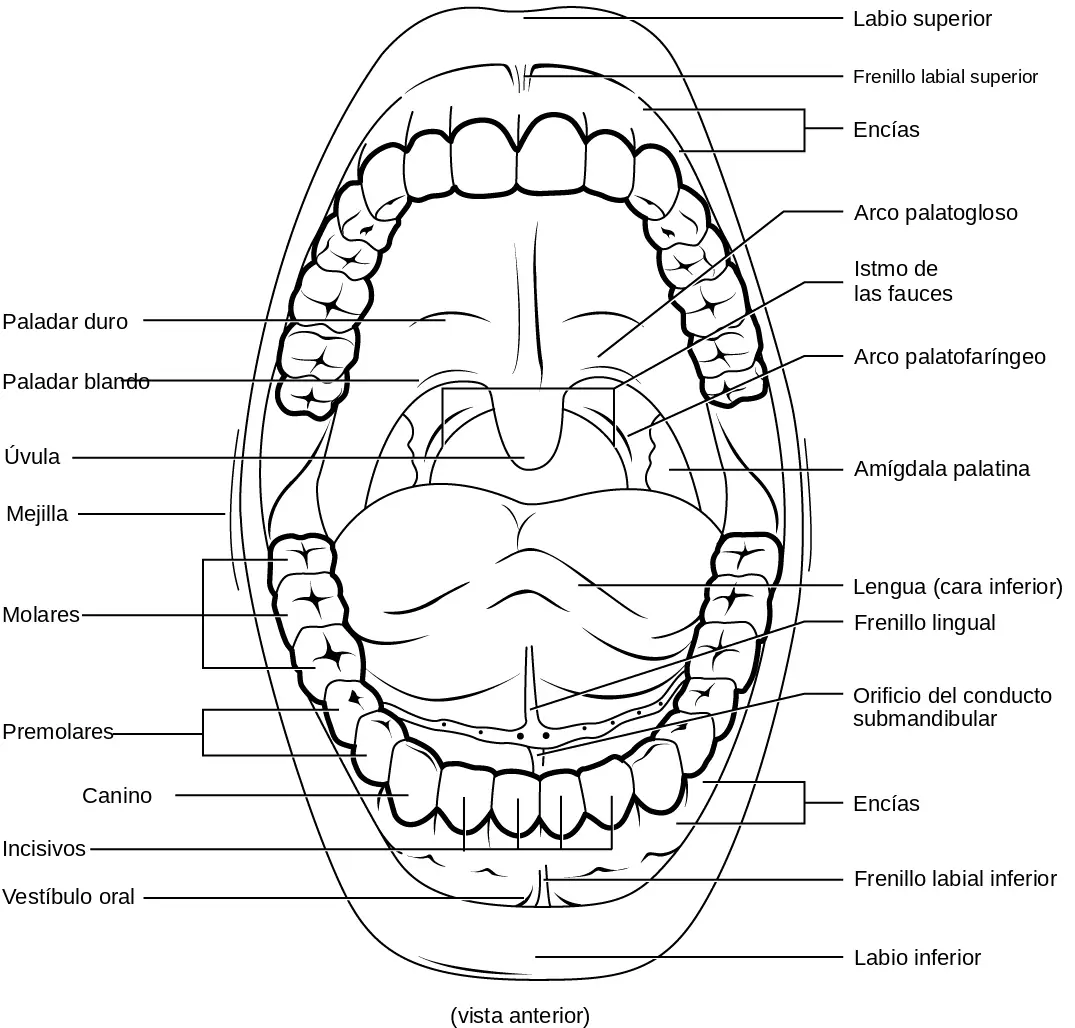 Labio superior
Frenillo labial superior
Encías
Arco palatogloso
Istmo de
las fauces
Arco palatofaríngeo
Amígdala palatina
Lengua (cara inferior)
Frenillo lingual
Orificio del conducto
submandibular
Encías
Frenillo labial inferior
Labio inferior
Paladar duro
Paladar blando
Úvula
Mejilla
Molares
Premolares
Canino
Incisivos
Vestíbulo oral
(vista anterior)